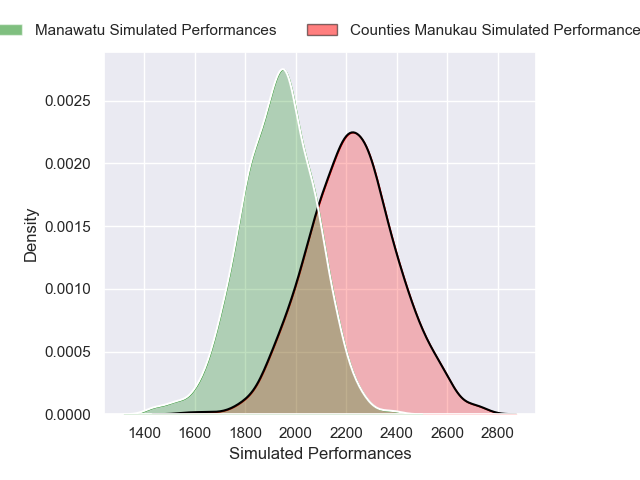 Manawatu Simulated Performances
Counties Manukau Simulated Performance
0.0025
0.0020
0.0015
0.0010
0.0005
0.0000
Density
1400 1600 1800 2000 2200 2400 2600 2800
Simulated Performances